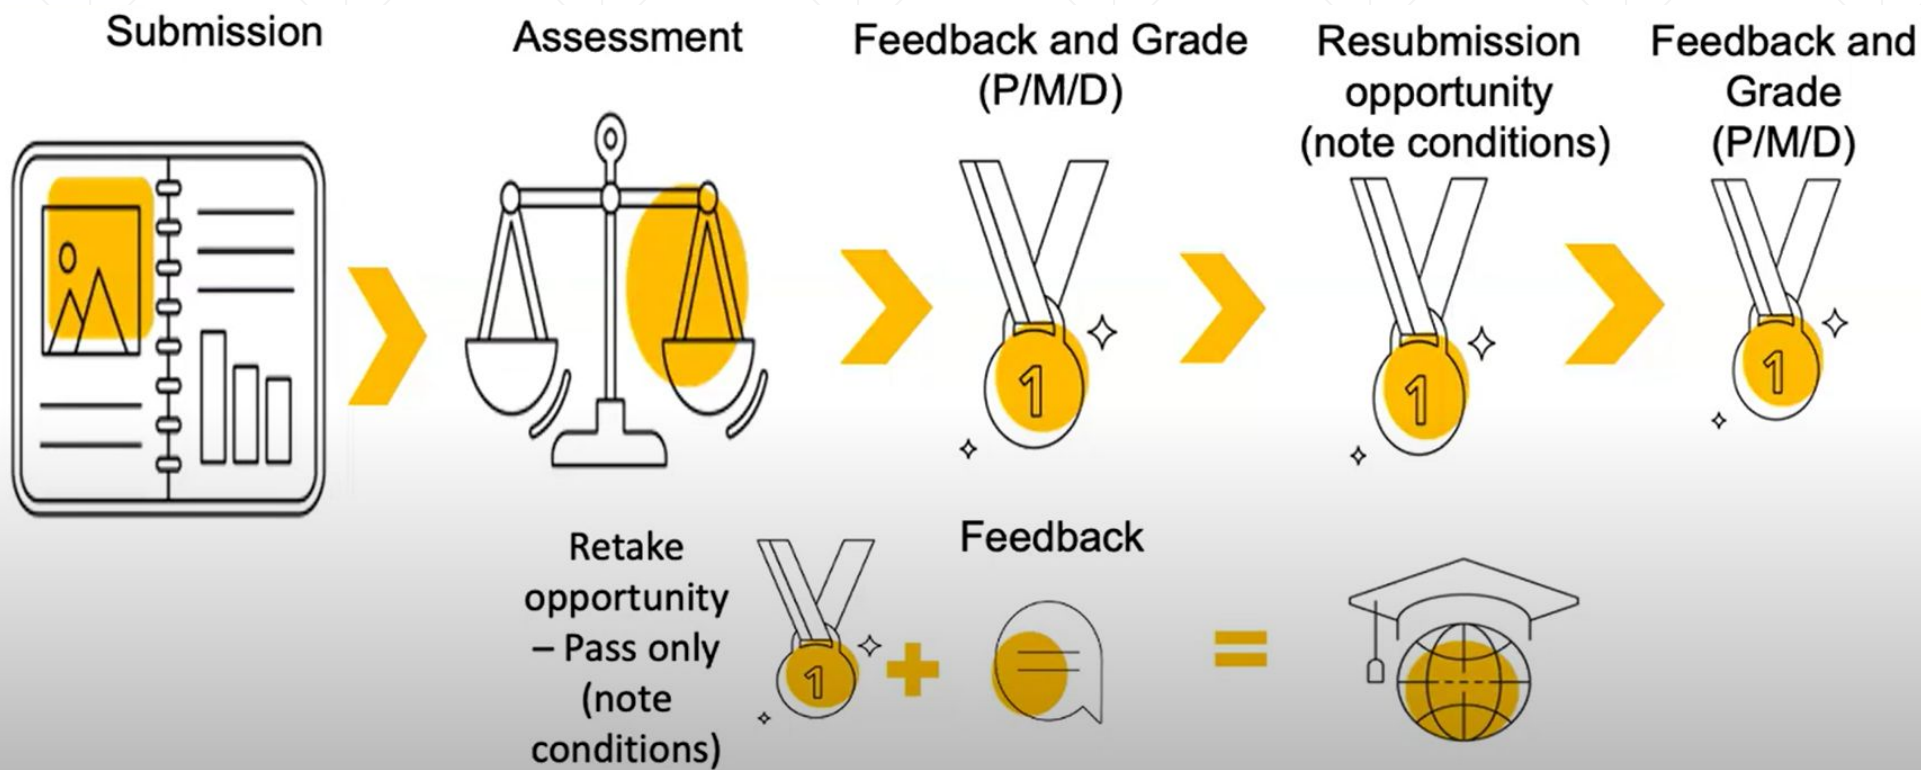 Submission
Assessment
Feedback and Grade
(P/M/D)
Resubmission
opportunity
(note conditions)
Feedback and
Grade
(P/M/D)
1
1
1
Retake
opportunity
– Pass only
(note
conditions)
1
Feedback